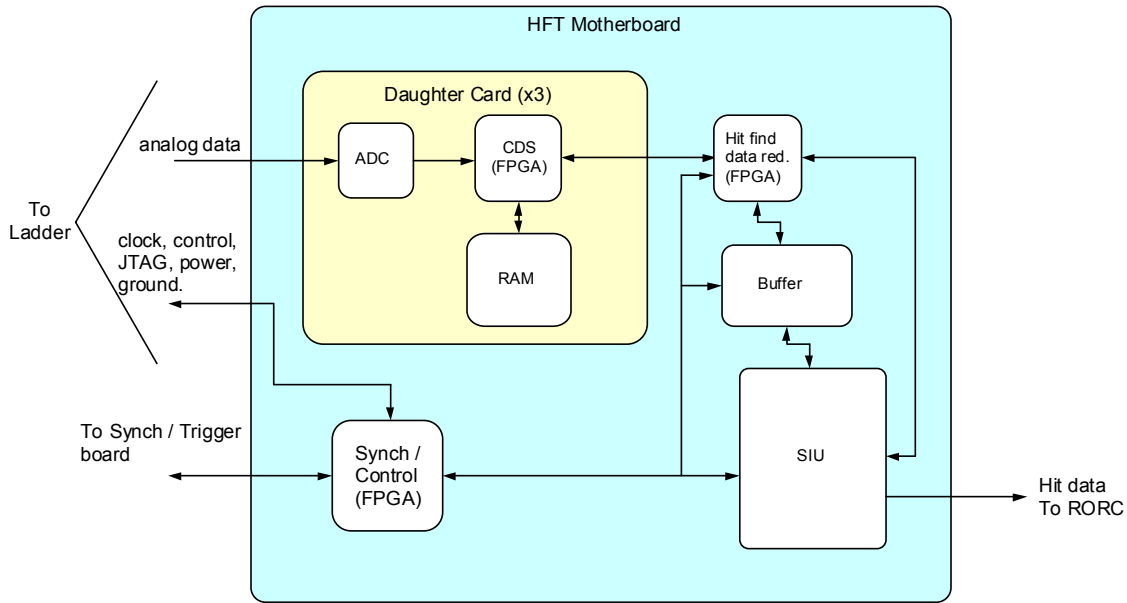 HFT Motherboard
Daughter Card (x3)
analog data
ADC
CDS
(FPGA)
Hit find
data red.
(FPGA)
To
Ladder
clock, control,
JTAG, power,
ground.
RAM
Buffer
To Synch / Trigger
board
Synch /
Control
(FPGA)
SIU
Hit data
To RORC